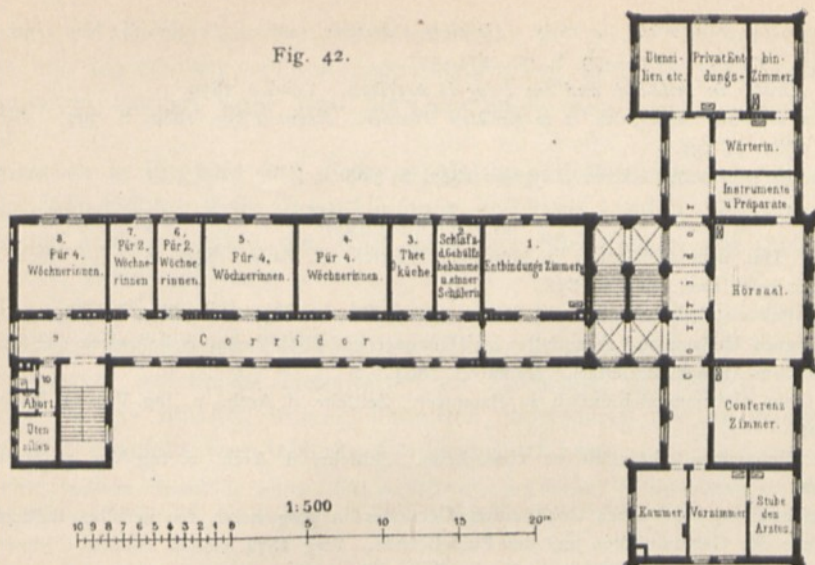 Fig. 42.
Utensi-
lien etc.
Privat Ent
dungs-
bin-
Zimmer.
Wärterin.
Instrumente
u Präparate.
8.
Für 4.
Wöchnerinnen.
7.
Für 2,
Wöchne-
rinnen
6.
Für 2,
Wöchne
rinnen.
5.
Für 4,
Wöchnerinnen.
4.
Für 4.
Wöchnerinnen.
3.
Thee
küche.
2.
Schlafz
d.Gehülfs
hebamme
u. einer
Schülerin
1.
Entbindungs Zimmer
Hörsaal.
9
Corridor
Corridor
Abort.
Uten
silien
Conferenz
Zimmer.
Kammer.
Vorzimmer
Stube
des
Arztes.
1:500
10 9 8 7 6 5 4 3 2 1 0 5 10 15 20m